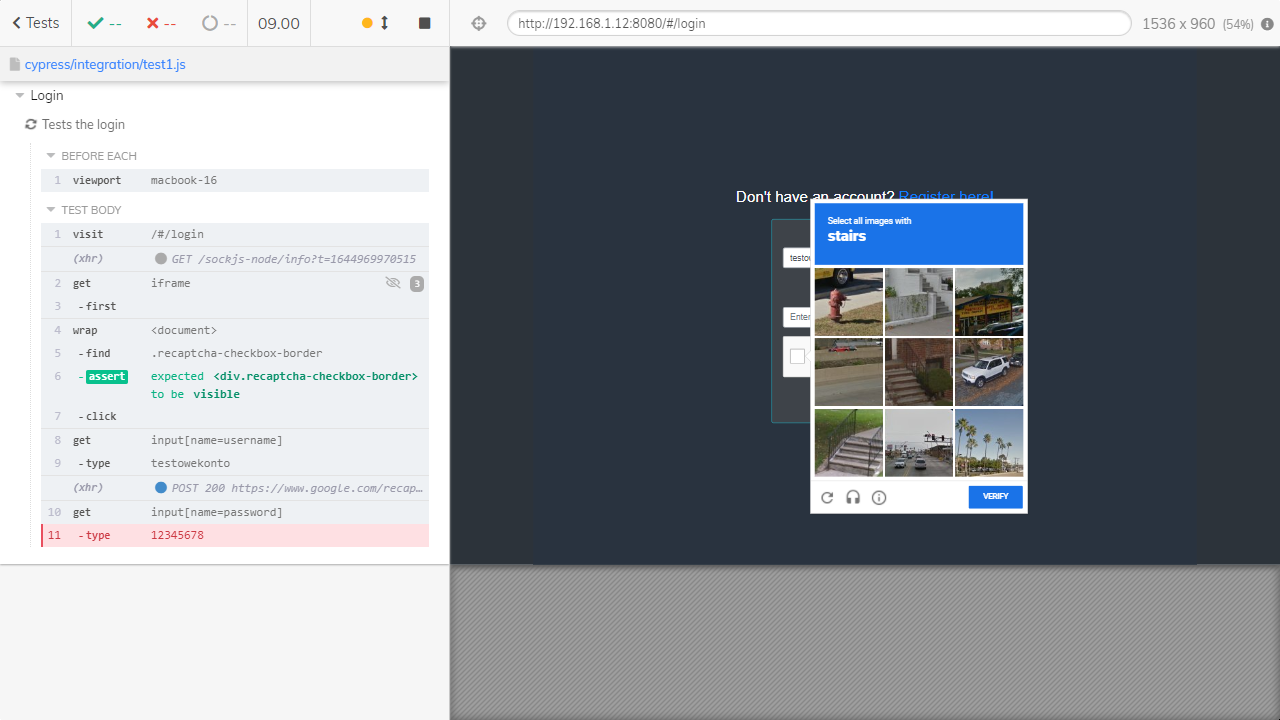 Tests -- -- -- 09.00
cypress/integration/test1.js
Login
Tests the login
BEFORE EACH
1 viewport macbook-16
TEST BODY
1 visit /#/login
(xhr) GET /sockjs-node/info?t=1644969970515
2 get iframe 3
3 -first
4 wrap <document>
5 -find .recaptcha-checkbox-border
6 -assert expected <div.recaptcha-checkbox-border>
to be visible
7 -click
8 get input[name=username]
9 -type testowekonto
(xhr) POST 200 https://www.google.com/recap…
10 get input[name=password]
11 -type 12345678
http://192.168.1.12:8080/#/login 1536 x 960 (54%)
Don't have an account? Register here!
Select all images with
stairs
testo
Enter
VERIFY